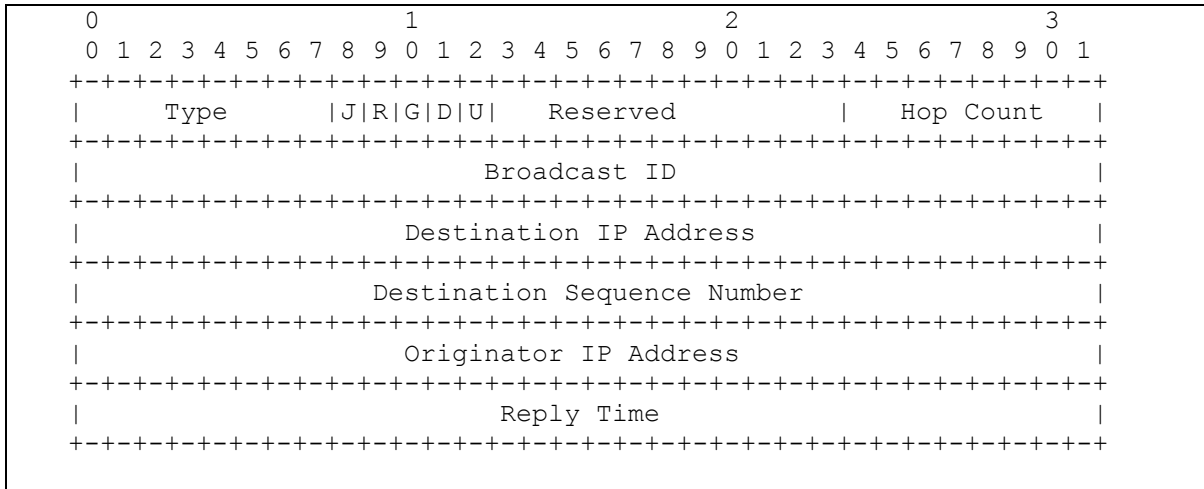 0                   1                   2                   3
0 1 2 3 4 5 6 7 8 9 0 1 2 3 4 5 6 7 8 9 0 1 2 3 4 5 6 7 8 9 0 1
+-+-+-+-+-+-+-+-+-+-+-+-+-+-+-+-+-+-+-+-+-+-+-+-+-+-+-+-+-+-+-+-+
|     Type      |J|R|G|D|U|   Reserved          |   Hop Count   |
+-+-+-+-+-+-+-+-+-+-+-+-+-+-+-+-+-+-+-+-+-+-+-+-+-+-+-+-+-+-+-+-+
|                         Broadcast ID                          |
+-+-+-+-+-+-+-+-+-+-+-+-+-+-+-+-+-+-+-+-+-+-+-+-+-+-+-+-+-+-+-+-+
|                    Destination IP Address                     |
+-+-+-+-+-+-+-+-+-+-+-+-+-+-+-+-+-+-+-+-+-+-+-+-+-+-+-+-+-+-+-+-+
|                  Destination Sequence Number                  |
+-+-+-+-+-+-+-+-+-+-+-+-+-+-+-+-+-+-+-+-+-+-+-+-+-+-+-+-+-+-+-+-+
|                    Originator IP Address                      |
+-+-+-+-+-+-+-+-+-+-+-+-+-+-+-+-+-+-+-+-+-+-+-+-+-+-+-+-+-+-+-+-+
|                          Reply Time                           |
+-+-+-+-+-+-+-+-+-+-+-+-+-+-+-+-+-+-+-+-+-+-+-+-+-+-+-+-+-+-+-+-+